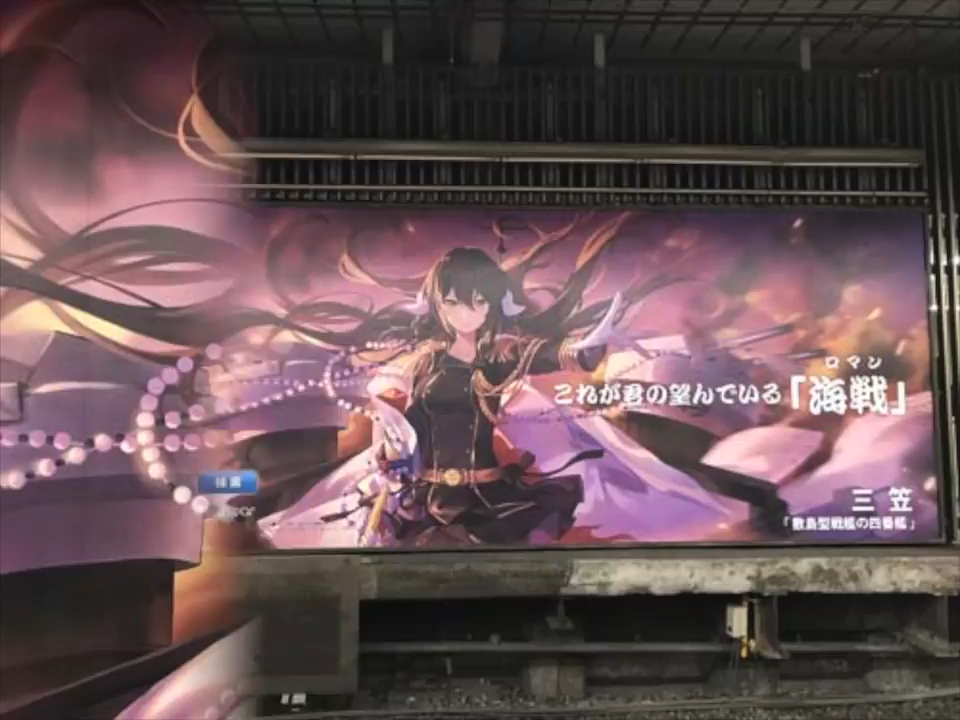 ロマン
これが君の望んでいる「海戦」
三笠
「敷島型戦艦の四番艦」